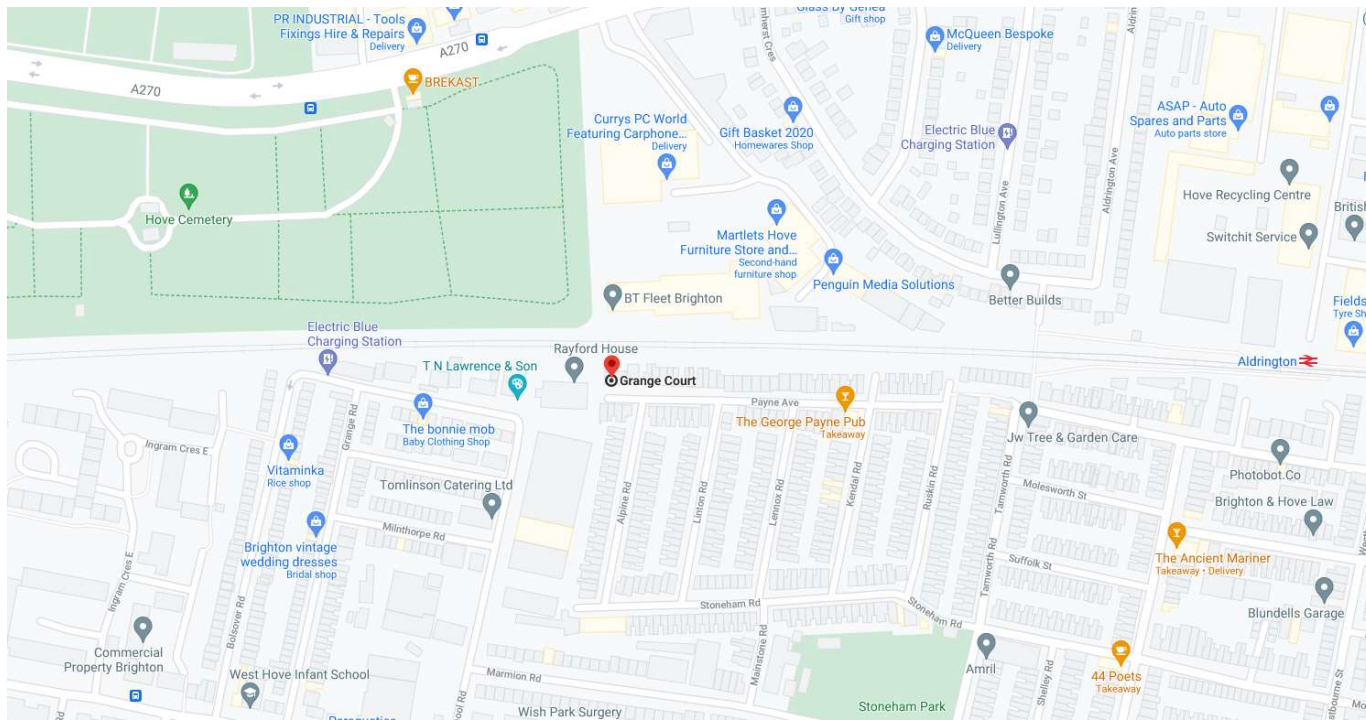 Glass By Genea
Gift shop
PR INDUSTRIAL - Tools
Fixings Hire & Repairs
Delivery
McQueen Bespoke
Delivery
A270
A270
BREKAST
Currys PC World
Featuring Carphone...
Delivery
Gift Basket 2020
Homewares Shop
Electric Blue
Charging Station
ASAP - Auto
Spares and Parts
Auto parts store
Aldrington Ave
Lullington Ave
Hove Cemetery
Hove Recycling Centre
British
Switchit Service
Martlets Hove
Furniture Store and...
Second-hand
furniture shop
Penguin Media Solutions
Better Builds
BT Fleet Brighton
Fields
Tyre Sh
Electric Blue
Charging Station
T N Lawrence & Son
Rayford House
Grange Court
Aldrington
Payne Ave
The George Payne Pub
Takeaway
The bonnie mob
Baby Clothing Shop
Grange Rd
Ingram Cres E
Jw Tree & Garden Care
Photobot.Co
Vitaminka
Rice shop
Tomlinson Catering Ltd
Alpine Rd
Linton Rd
Lennox Rd
Kendal Rd
Ruskin Rd
Tamworth Rd
Molesworth St
Brighton & Hove Law
Milnthorpe Rd
Brighton vintage
wedding dresses
Bridal shop
The Ancient Mariner
Takeaway • Delivery
Suffolk St
Tamworth Rd
Ingram Cres E
Bolsover Rd
Stoneham Rd
Stoneham Rd
Blundells Garage
Commercial
Property Brighton
Mainstone Rd
West Hove Infant School
Marmion Rd
Amril
Shelley Rd
44 Poets
Takeaway
Stoneham Park
Wish Park Surgery